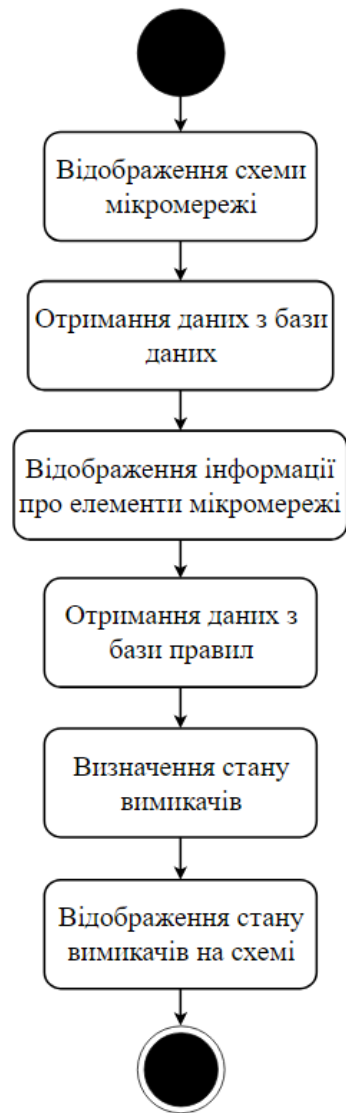 Відображення схеми
мікромережі
Отримання даних з бази
даних
Відображення інформації
про елементи мікромережі
Отримання даних з
бази правил
Визначення стану
вимикачів
Відображення стану
вимикачів на схемі